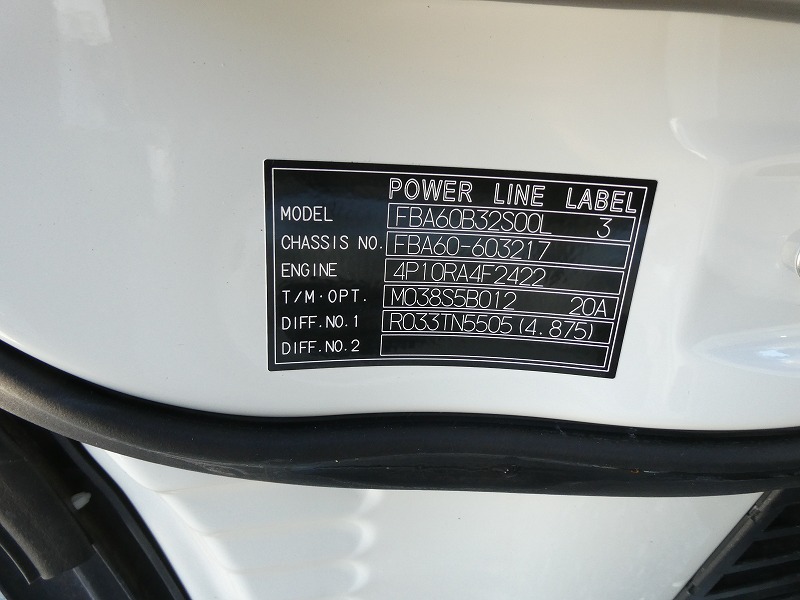 POWER LINE LABEL
MODEL FBA60B32S00L 3
CHASSIS NO. FBA60-603217
ENGINE 4P10RA4F2422
T/M·OPT. M038S5B012 20A
DIFF.NO.1 R033TN5505(4.875)
DIFF.NO.2